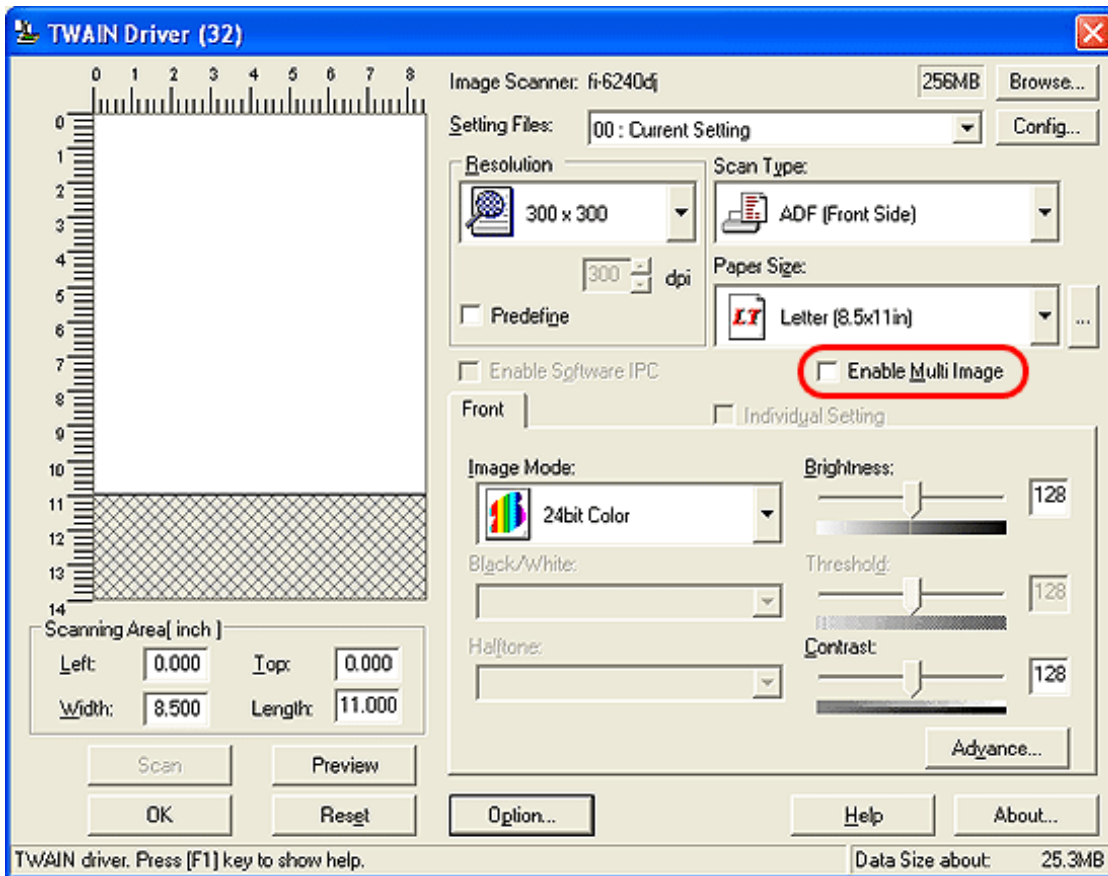 TWAIN Driver (32)
0 1 2 3 4 5 6 7 8
0
1
2
3
4
5
6
7
8
9
10
11
12
13
14
Scanning Area[ inch ]
Left: 0.000 Top: 0.000
Width: 8.500 Length: 11.000
Scan Preview
OK Reset
Image Scanner: fi-6240dj 256MB Browse...
Setting Files: 00 : Current Setting Config...
Resolution
300 x 300
300 dpi
Predefine
Scan Type:
ADF (Front Side)
Paper Size:
LT Letter (8.5x11in) ...
Enable Software IPC Enable Multi Image
Front Individual Setting
Image Mode:
24bit Color
Black/White:
Halftone:
Brightness:
128
Threshold:
128
Contrast:
128
Advance...
Option... Help About...
TWAIN driver. Press [F1] key to show help. Data Size about: 25.3MB